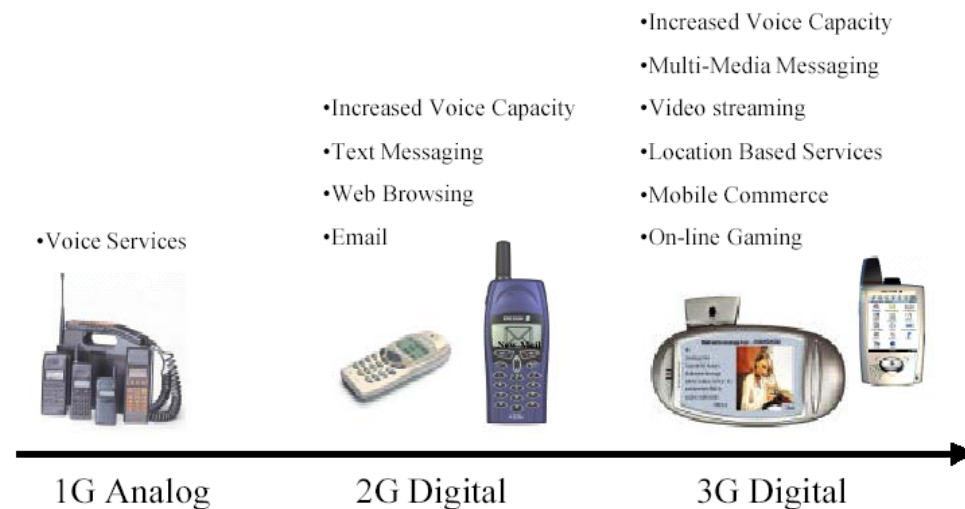 •Voice Services
1G Analog
•Increased Voice Capacity
•Text Messaging
•Web Browsing
•Email
New Mail
2G Digital
•Increased Voice Capacity
•Multi-Media Messaging
•Video streaming
•Location Based Services
•Mobile Commerce
•On-line Gaming
3G Digital